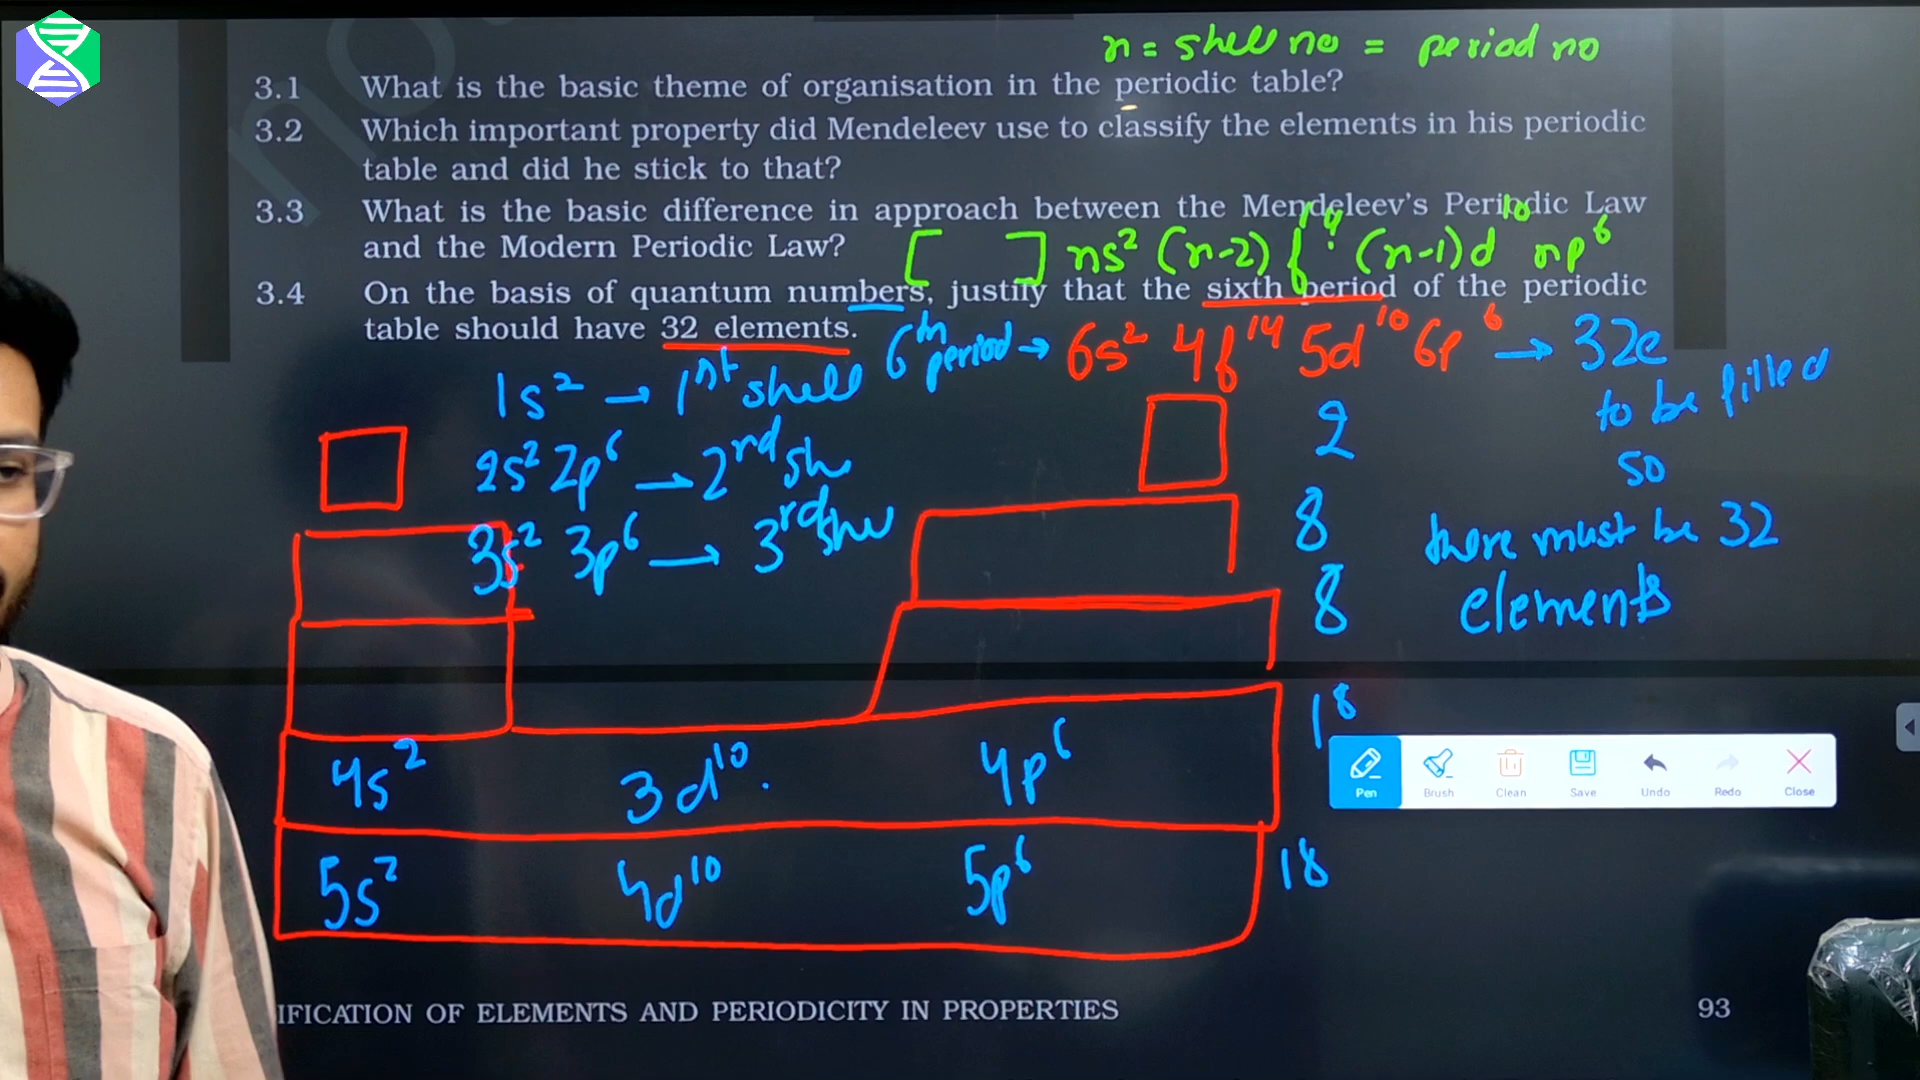 n = shell no = period no
3.1 What is the basic theme of organisation in the periodic table?
3.2 Which important property did Mendeleev use to classify the elements in his periodic
table and did he stick to that?
3.3 What is the basic difference in approach between the Mendeleev's Periodic Law
and the Modern Periodic Law?
[ ] ns² (n-2) f¹⁴ (n-1) d¹⁰ np⁶
3.4 On the basis of quantum numbers, justify that the sixth period of the periodic
table should have 32 elements.
6th period → 6s² 4f¹⁴ 5d¹⁰ 6p⁶ → 32e
to be filled
so
there must be 32
elements
1s² → 1st shell
2s² 2p⁶ → 2rd she
3s² 3p⁶ → 3rd she
2
8
8
18
4s² 3d¹⁰ 4p⁶
5s² 4d¹⁰ 5p⁶
18
Pen Brush Clean Save Undo Redo Close
IFICATION OF ELEMENTS AND PERIODICITY IN PROPERTIES
93